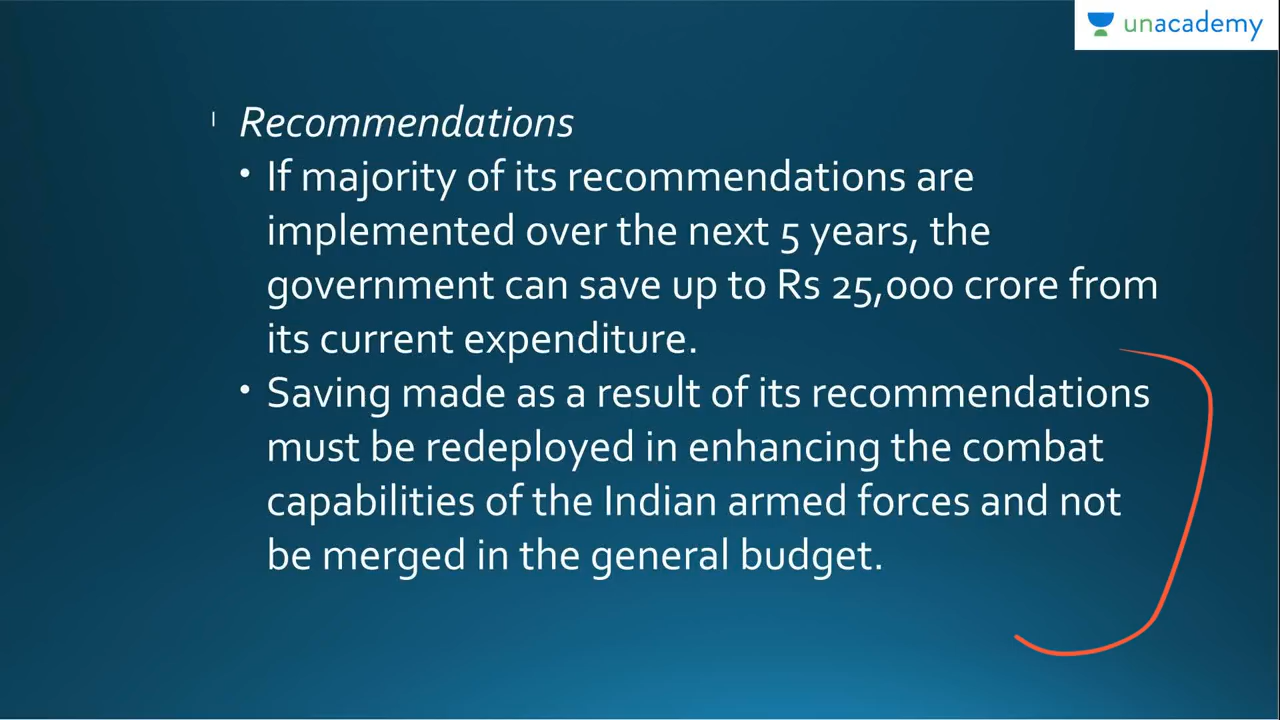 unacademy
Recommendations
• If majority of its recommendations are
implemented over the next 5 years, the
government can save up to Rs 25,000 crore from
its current expenditure.
• Saving made as a result of its recommendations
must be redeployed in enhancing the combat
capabilities of the Indian armed forces and not
be merged in the general budget.